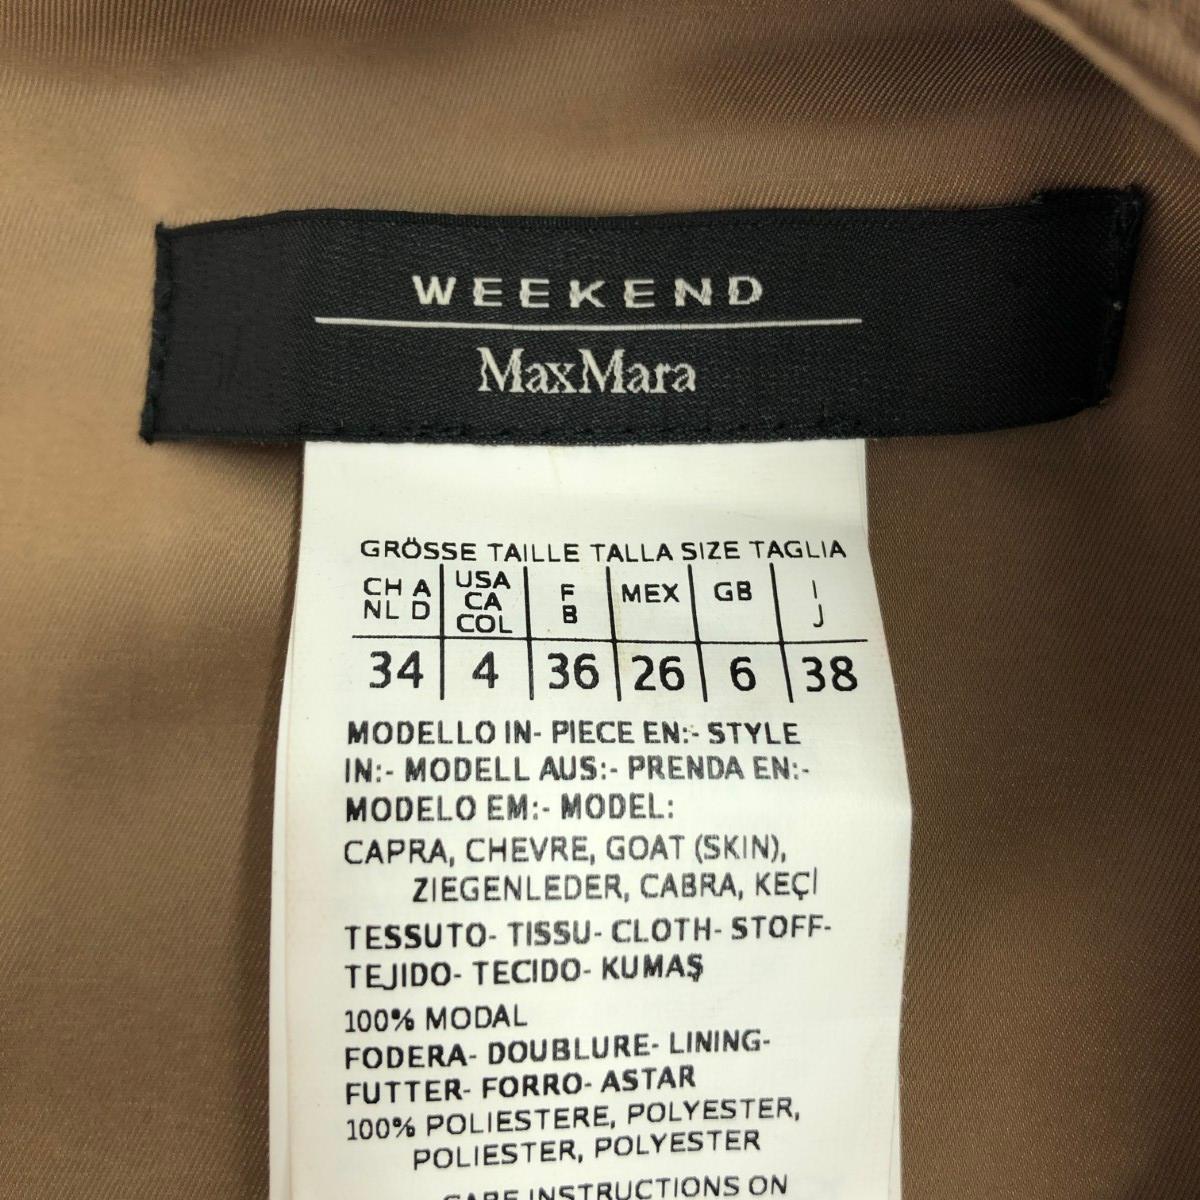 WEEKEND
MaxMara
GRÖSSE TAILLE TALLA SIZE TAGLIA
CH A NL D | USA CA COL | F B | MEX | GB | I J
34 | 4 | 36 | 26 | 6 | 38
MODELLO IN- PIECE EN:- STYLE
IN:- MODELL AUS:- PRENDA EN:-
MODELO EM:- MODEL:
CAPRA, CHEVRE, GOAT (SKIN),
ZIEGENLEDER, CABRA, KEÇI
TESSUTO- TISSU- CLOTH- STOFF-
TEJIDO- TECIDO- KUMAŞ
100% MODAL
FODERA- DOUBLURE- LINING-
FUTTER- FORRO- ASTAR
100% POLIESTERE, POLYESTER,
POLIESTER, POLYESTER
CARE INSTRUCTIONS ON